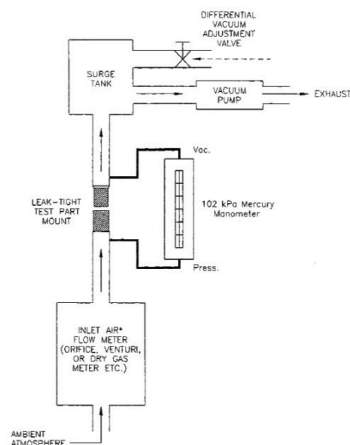 DIFFERENTIAL
VACUUM
ADJUSTMENT
VALVE
SURGE
TANK
VACUUM
PUMP
EXHAUST
Vac.
LEAK-TIGHT
TEST PART
MOUNT
102 kPa Mercury
Manometer
Press.
INLET AIR*
FLOW METER
(ORIFICE, VENTURI,
OR DRY GAS
METER ETC.)
AMBIENT
ATMOSPHERE